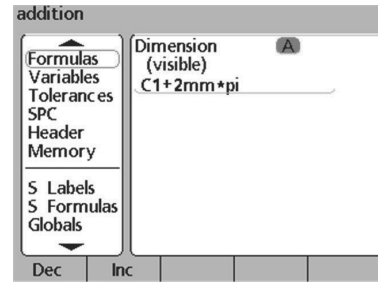 addition
Formulas
Variables
Tolerances
SPC
Header
Memory
S Labels
S Formulas
Globals
Dimension A
(visible)
C1+2mm*pi
Dec Inc